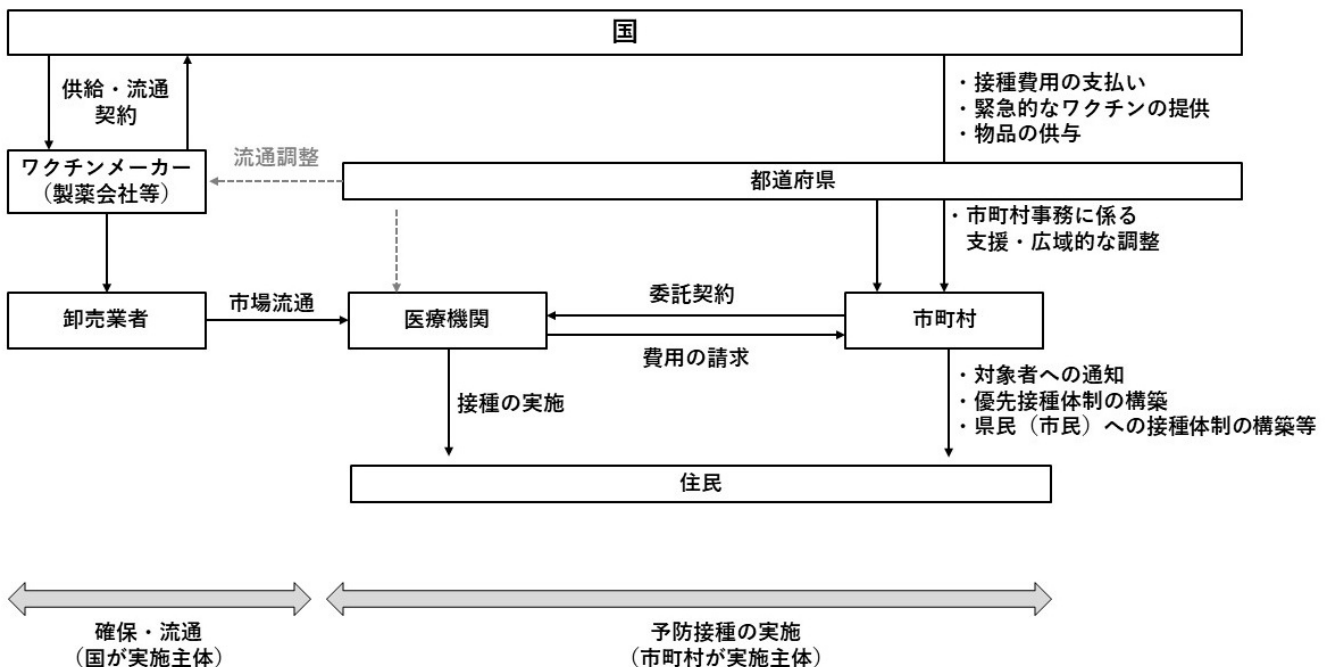 国
供給・流通
契約
・接種費用の支払い
・緊急的なワクチンの提供
・物品の供与
ワクチンメーカー
（製薬会社等）
流通調整
都道府県
・市町村事務に係る
支援・広域的な調整
卸売業者
市場流通
医療機関
委託契約
費用の請求
市町村
接種の実施
・対象者への通知
・優先接種体制の構築
・県民（市民）への接種体制の構築等
住民
確保・流通
（国が実施主体）
予防接種の実施
（市町村が実施主体）